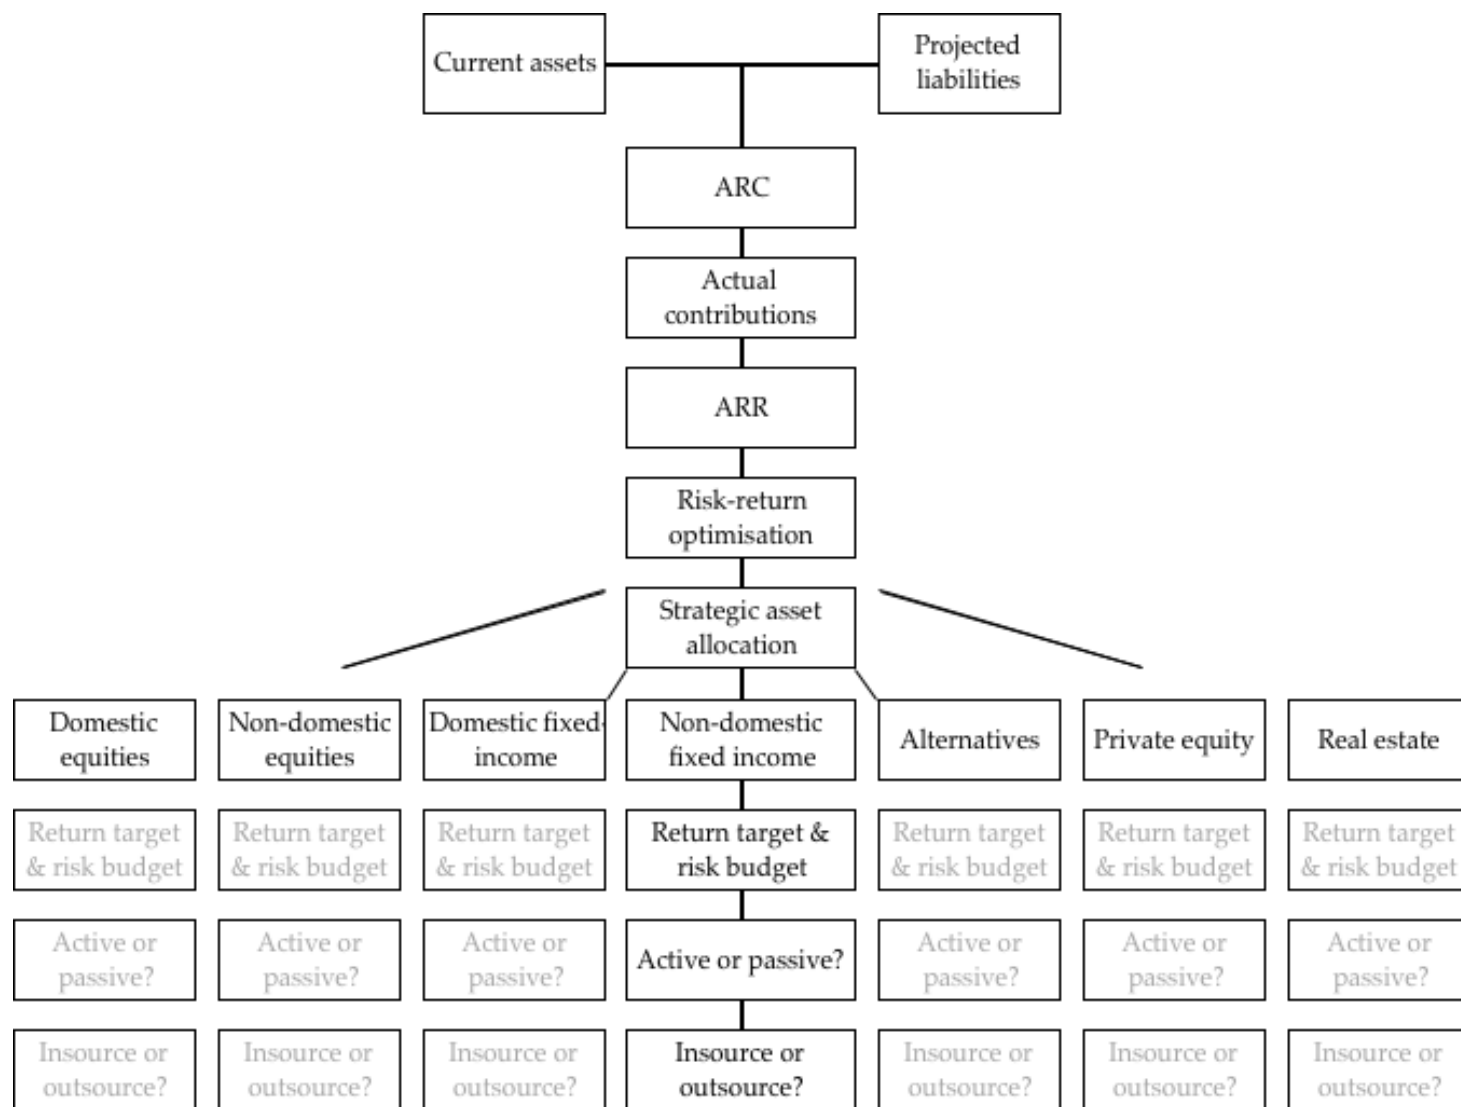 Current assets
Projected
liabilities
ARC
Actual
contributions
ARR
Risk-return
optimisation
Strategic asset
allocation
Domestic
equities
Non-domestic
equities
Domestic fixed-
income
Non-domestic
fixed income
Alternatives
Private equity
Real estate
Return target
& risk budget
Return target
& risk budget
Return target
& risk budget
Return target &
risk budget
Return target
& risk budget
Return target
& risk budget
Return target
& risk budget
Active or
passive?
Active or
passive?
Active or
passive?
Active or passive?
Active or
passive?
Active or
passive?
Active or
passive?
Insource or
outsource?
Insource or
outsource?
Insource or
outsource?
Insource or
outsource?
Insource or
outsource?
Insource or
outsource?
Insource or
outsource?